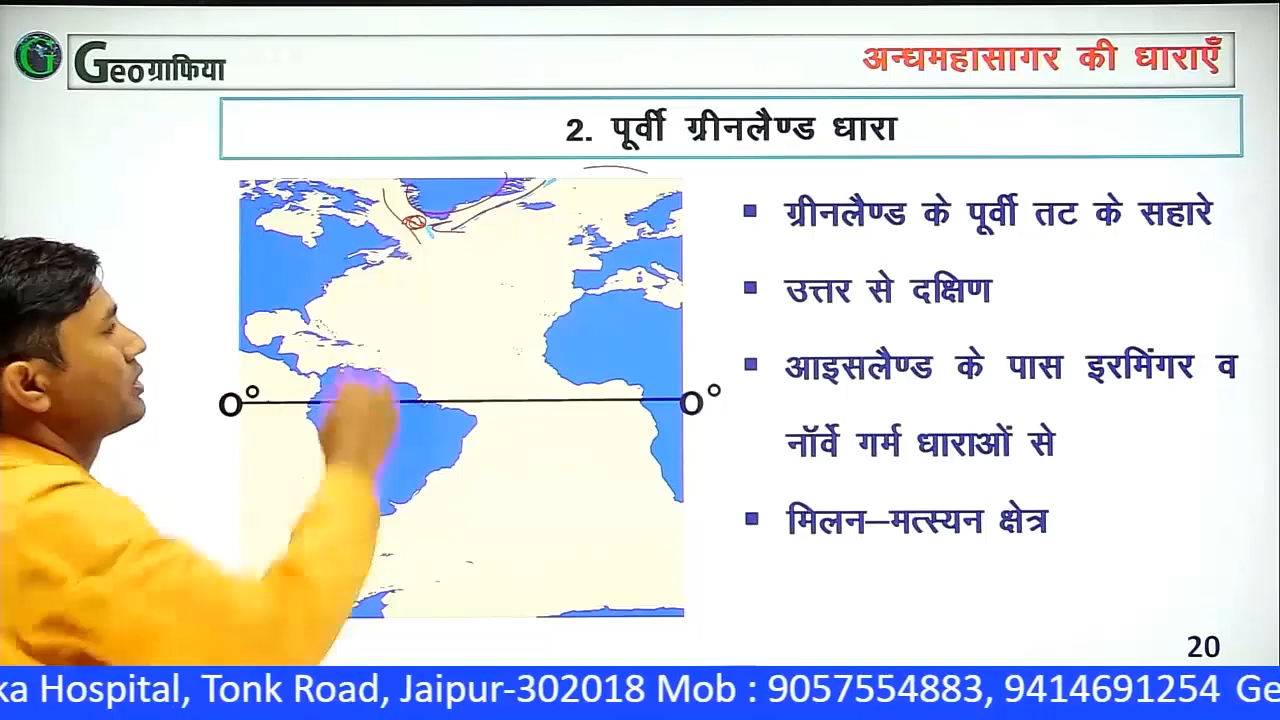 Geoग्राफिया
अन्धमहासागर की धाराएँ
2. पूर्वी ग्रीनलैण्ड धारा
ग्रीनलैण्ड के पूर्वी तट के सहारे
उत्तर से दक्षिण
आइसलैण्ड के पास इरमिंगर व
नॉर्वे गर्म धाराओं से
मिलन–मत्स्यन क्षेत्र
0° 0°
20
ka Hospital, Tonk Road, Jaipur-302018 Mob : 9057554883, 9414691254 Ge